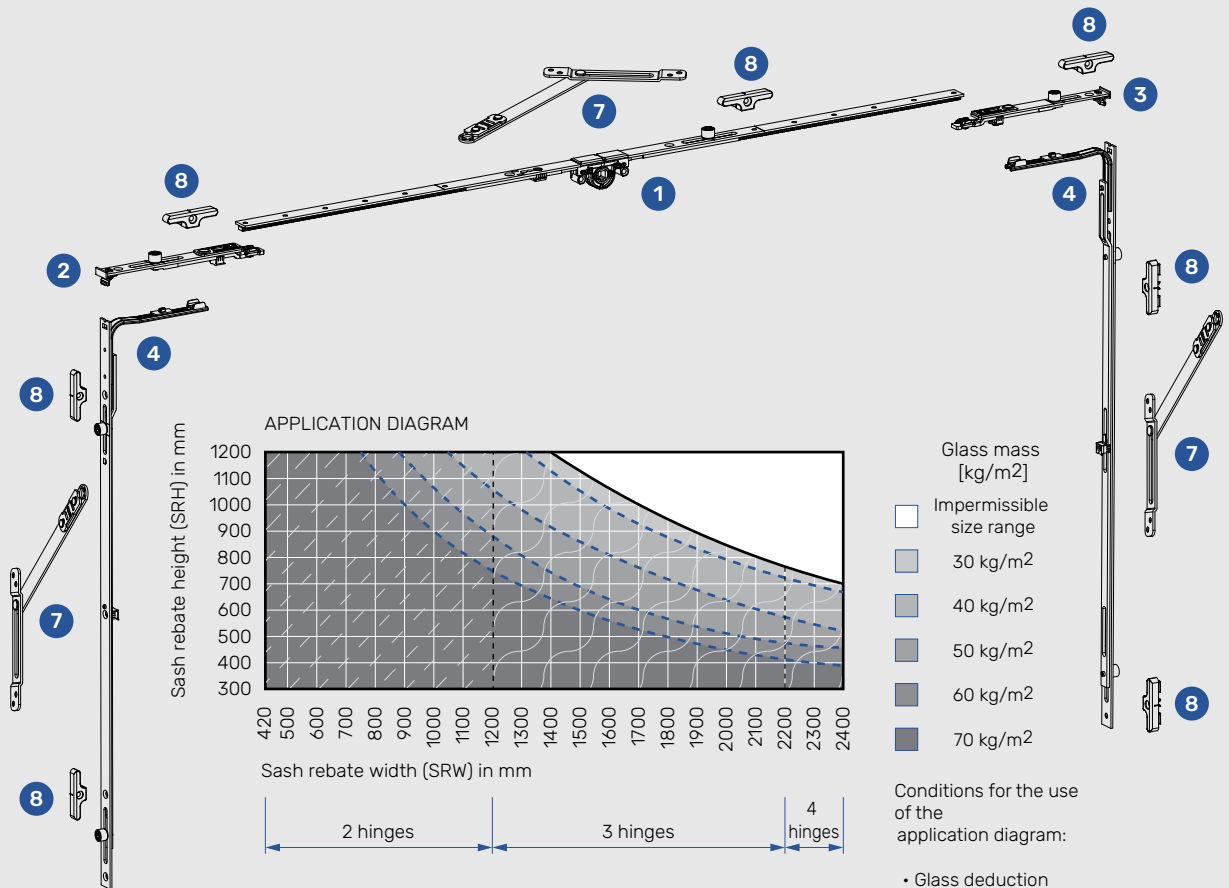 8
8
3
7
8
1
4
2
8
4
8
7
7
8
8
APPLICATION DIAGRAM
Sash rebate height (SRH) in mm
1200
1000
900
800
700
600
500
400
300
420 500 600 700 800 900 1000 1100 1200 1300 1400 1500 1600 1700 1800 1900 2000 2100 2200 2300 2400
Sash rebate width (SRW) in mm
2 hinges
3 hinges
4
hinges
Glass mass
[kg/m2]
Impermissible
size range
30 kg/m2
40 kg/m2
50 kg/m2
60 kg/m2
70 kg/m2
Conditions for the use
of the
application diagram:
• Glass deduction